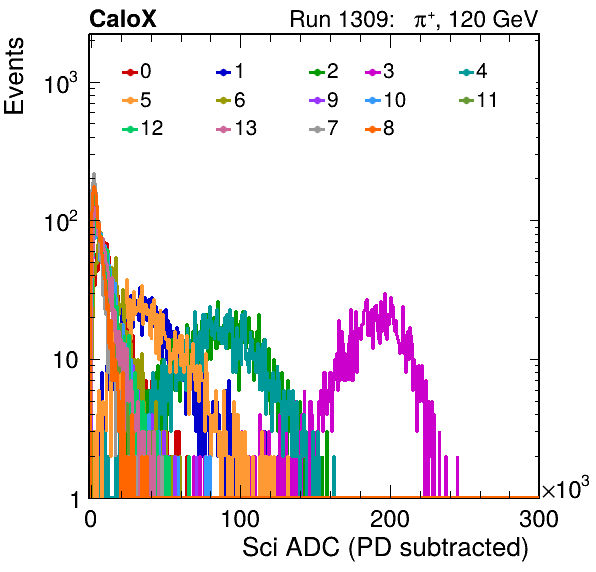 CaloX Run 1309: π⁺, 120 GeV
Events
0 1 2 3 4
5 6 9 10 11
12 13 7 8
10³
10²
10
1
0 100 200 300
×10³
Sci ADC (PD subtracted)